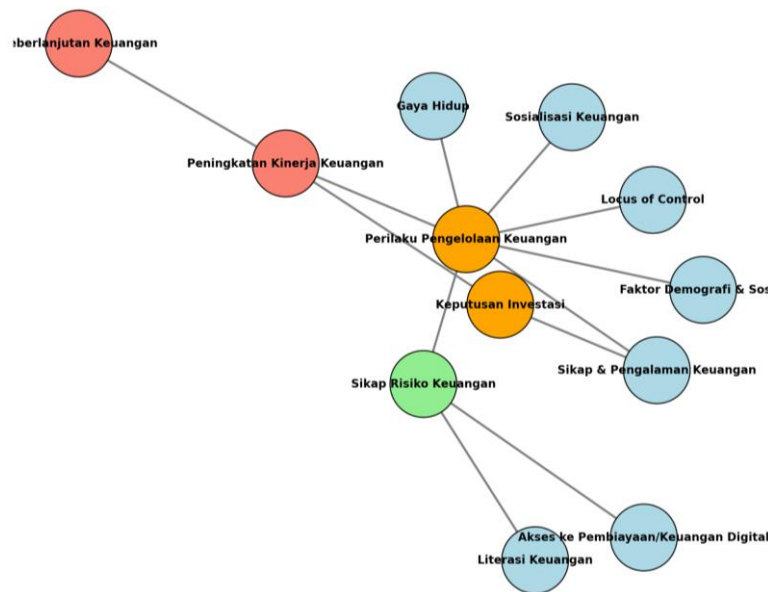 eberlanjutan Keuangan
Gaya Hidup
Sosialisasi Keuangan
Peningkatan Kinerja Keuangan
Locus of Control
Perilaku Pengelolaan Keuangan
Faktor Demografi & Sos
Keputusan Investasi
Sikap & Pengalaman Keuangan
Sikap Risiko Keuangan
Akses ke Pembiayaan/Keuangan Digital
Literasi Keuangan